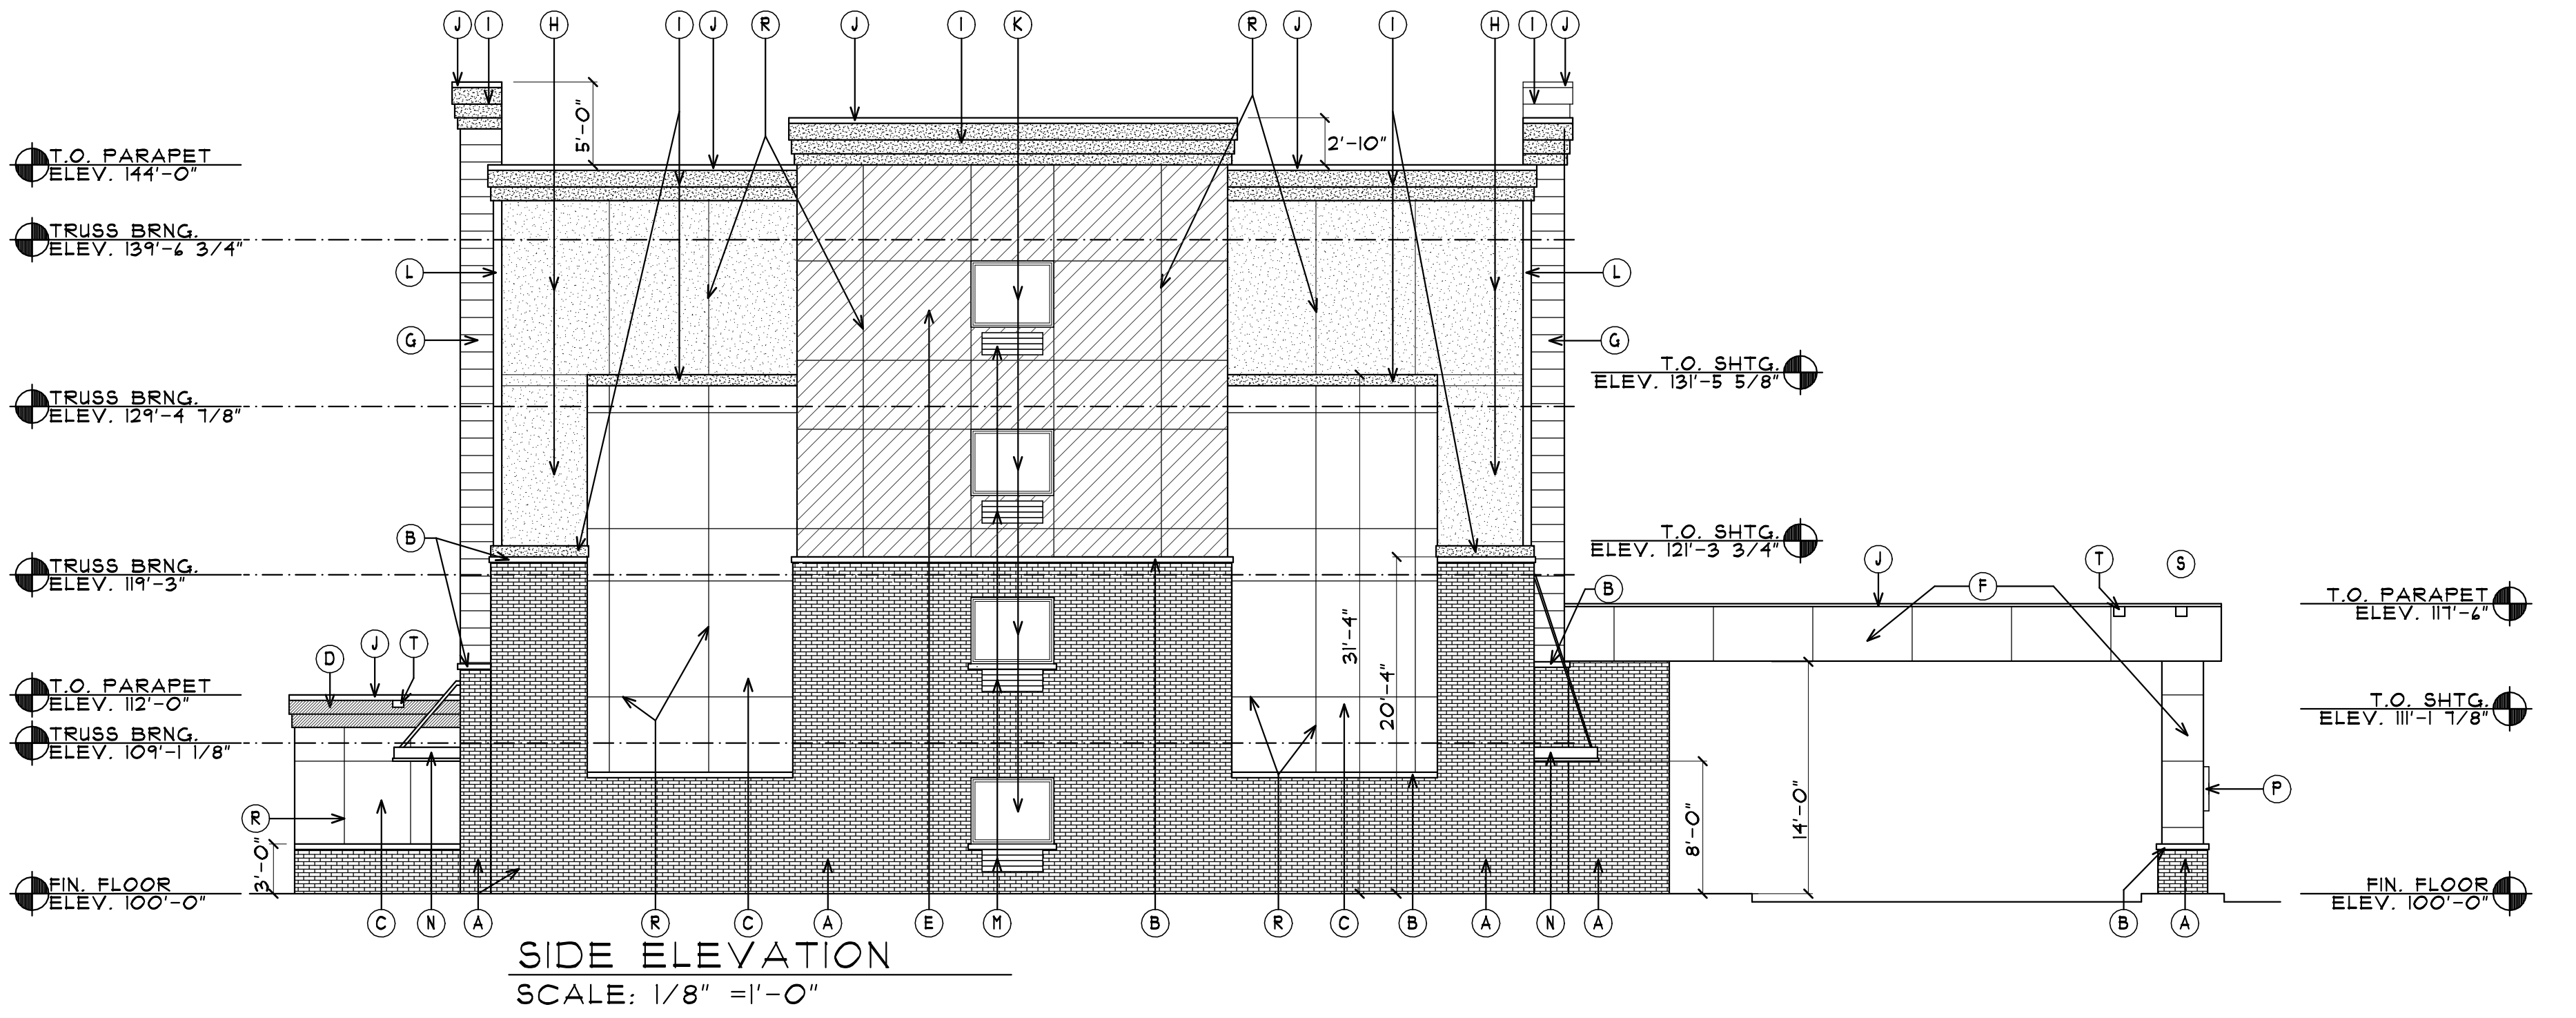 J I H I J R J I K R J I H I J
5'-0"
2'-10"
T.O. PARAPET
ELEV. 144'-0"
TRUSS BRNG.
ELEV. 139'-6 3/4"
L L
G G
T.O. SHTG.
ELEV. 131'-5 5/8"
TRUSS BRNG.
ELEV. 129'-4 7/8"
B
T.O. SHTG.
ELEV. 121'-3 3/4"
J F T S
TRUSS BRNG.
ELEV. 119'-3"
B
T.O. PARAPET
ELEV. 117'-6"
D J T
31'-4"
20'-4"
T.O. PARAPET
ELEV. 112'-0"
T.O. SHTG.
ELEV. 111'-1 7/8"
TRUSS BRNG.
ELEV. 109'-1 1/8"
P
R
8'-0"
14'-0"
3'-0"
FIN. FLOOR
ELEV. 100'-0"
FIN. FLOOR
ELEV. 100'-0"
C N A R C A E M B R C B A N A B A
SIDE ELEVATION
SCALE: 1/8" =1'-0"